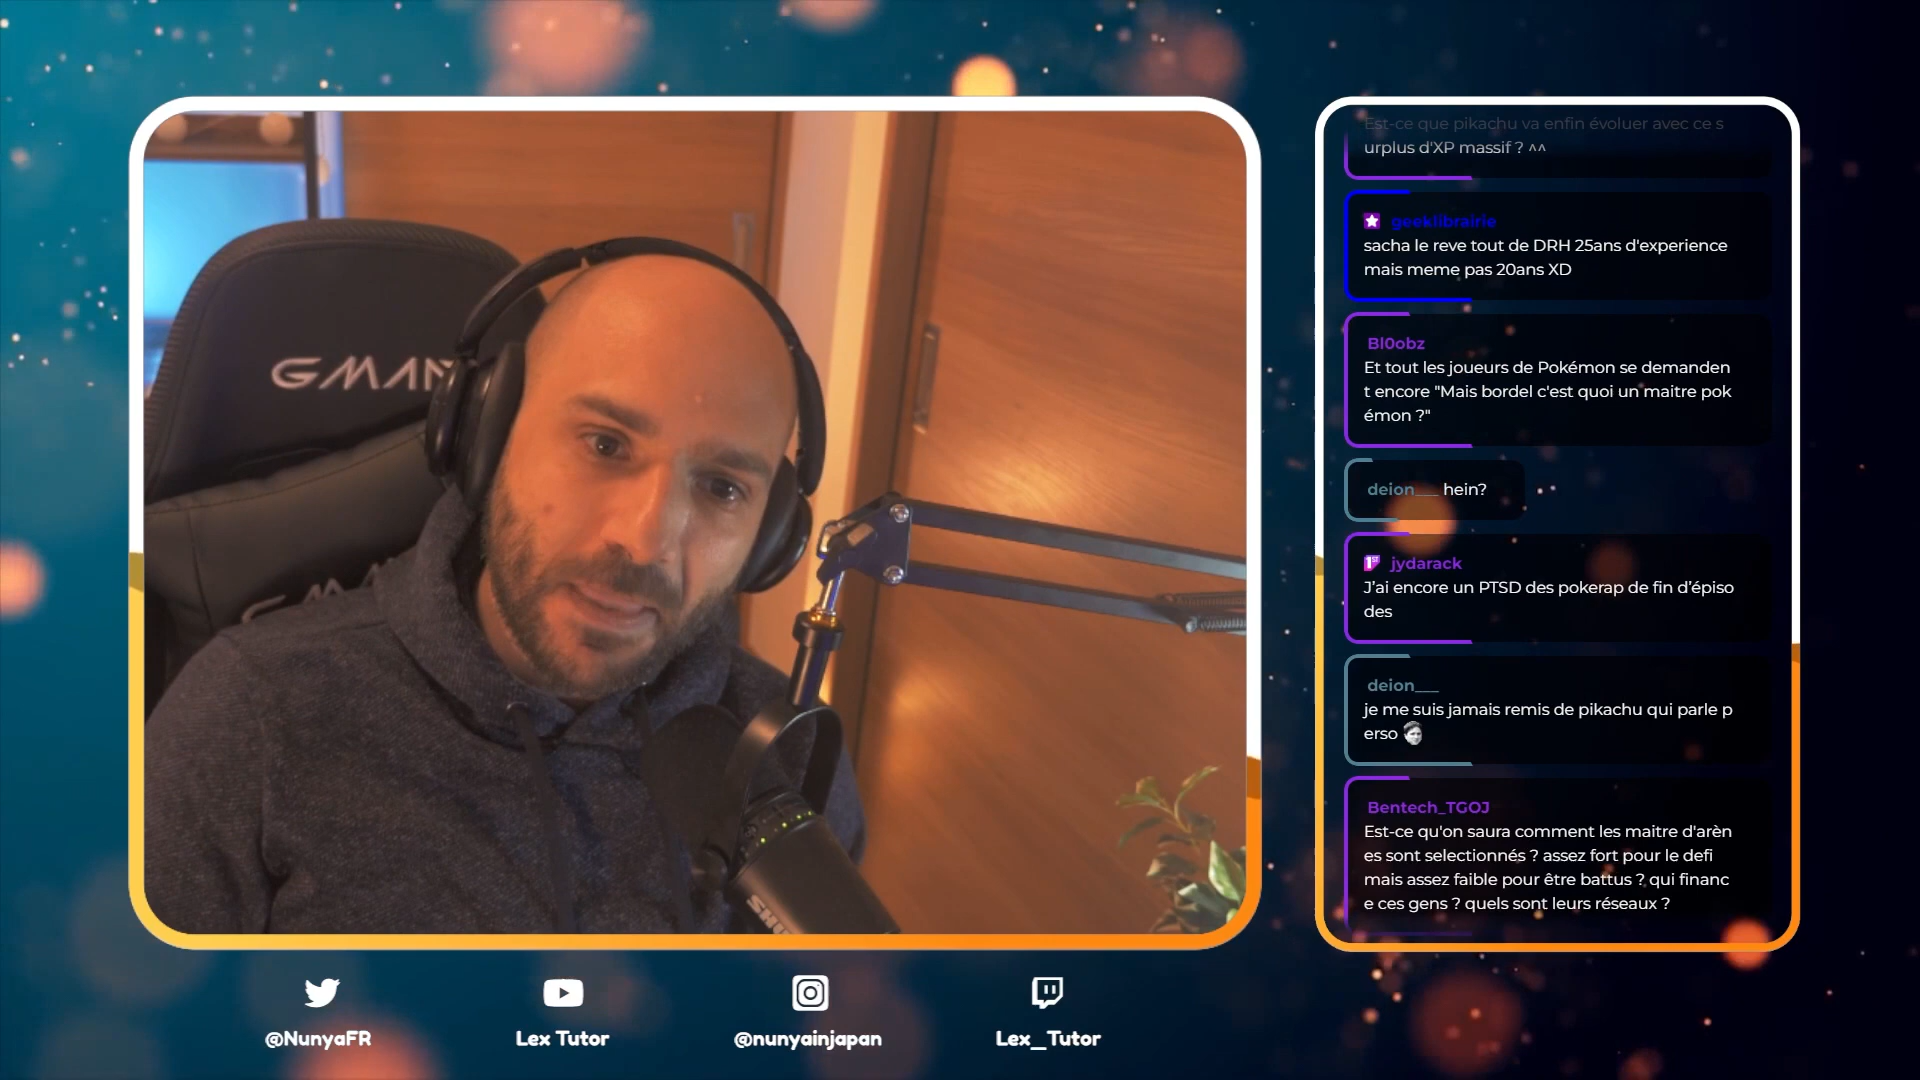 Est-ce que pikachu va enfin évoluer avec ce s
urplus d'XP massif ? ^^
geeklibrairie
sacha le reve tout de DRH 25ans d'experience
mais meme pas 20ans XD
Bl0obz
Et tout les joueurs de Pokémon se demanden
t encore "Mais bordel c'est quoi un maitre pok
émon ?"
deion___ hein?
jydarack
J'ai encore un PTSD des pokerap de fin d'épiso
des
deion___
je me suis jamais remis de pikachu qui parle p
erso
Bentech_TGOJ
Est-ce qu'on saura comment les maitre d'arèn
es sont selectionnés ? assez fort pour le defi
mais assez faible pour être battus ? qui financ
e ces gens ? quels sont leurs réseaux ?
@NunyaFR
Lex Tutor
@nunyainjapan
Lex_Tutor